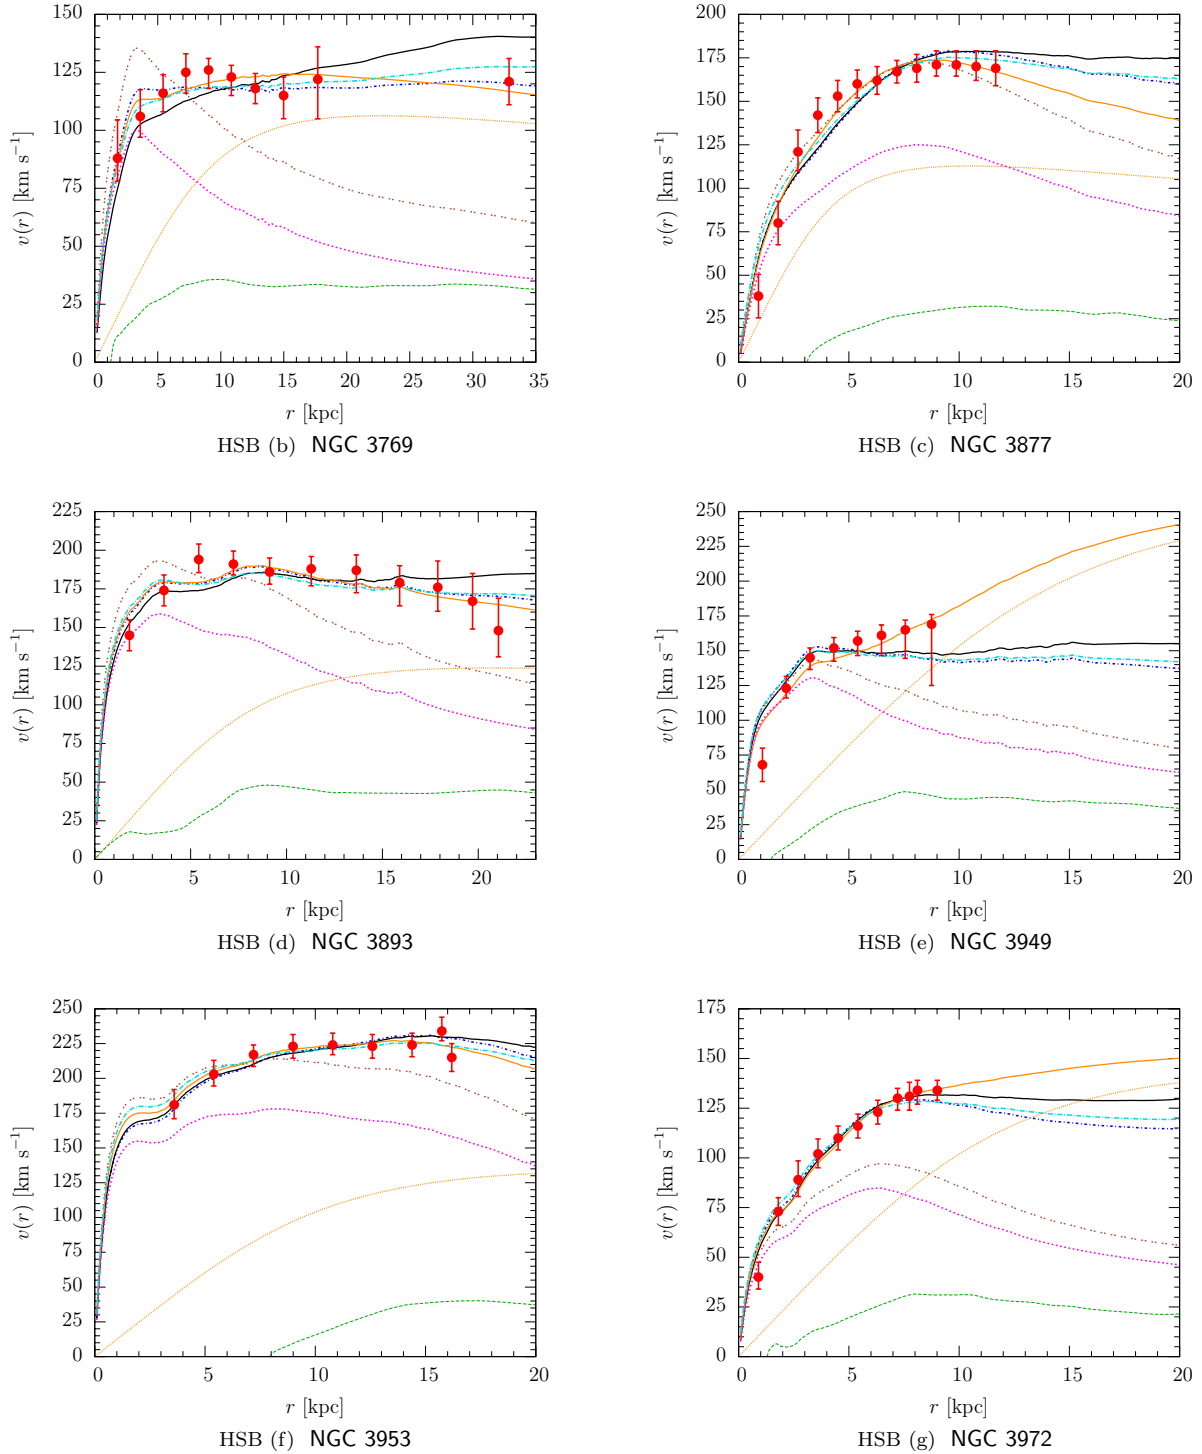 150
125
100
75
50
25
0
v(r) [km s⁻¹]
0 5 10 15 20 25 30 35
r [kpc]
HSB (b) NGC 3769
200
175
150
125
100
75
50
25
0
v(r) [km s⁻¹]
0 5 10 15 20
r [kpc]
HSB (c) NGC 3877
225
200
175
150
125
100
75
50
25
0
v(r) [km s⁻¹]
0 5 10 15 20
r [kpc]
HSB (d) NGC 3893
250
225
200
175
150
125
100
75
50
25
0
v(r) [km s⁻¹]
0 5 10 15 20
r [kpc]
HSB (e) NGC 3949
250
225
200
175
150
125
100
75
50
25
0
v(r) [km s⁻¹]
0 5 10 15 20
r [kpc]
HSB (f) NGC 3953
175
150
125
100
75
50
25
0
v(r) [km s⁻¹]
0 5 10 15 20
r [kpc]
HSB (g) NGC 3972